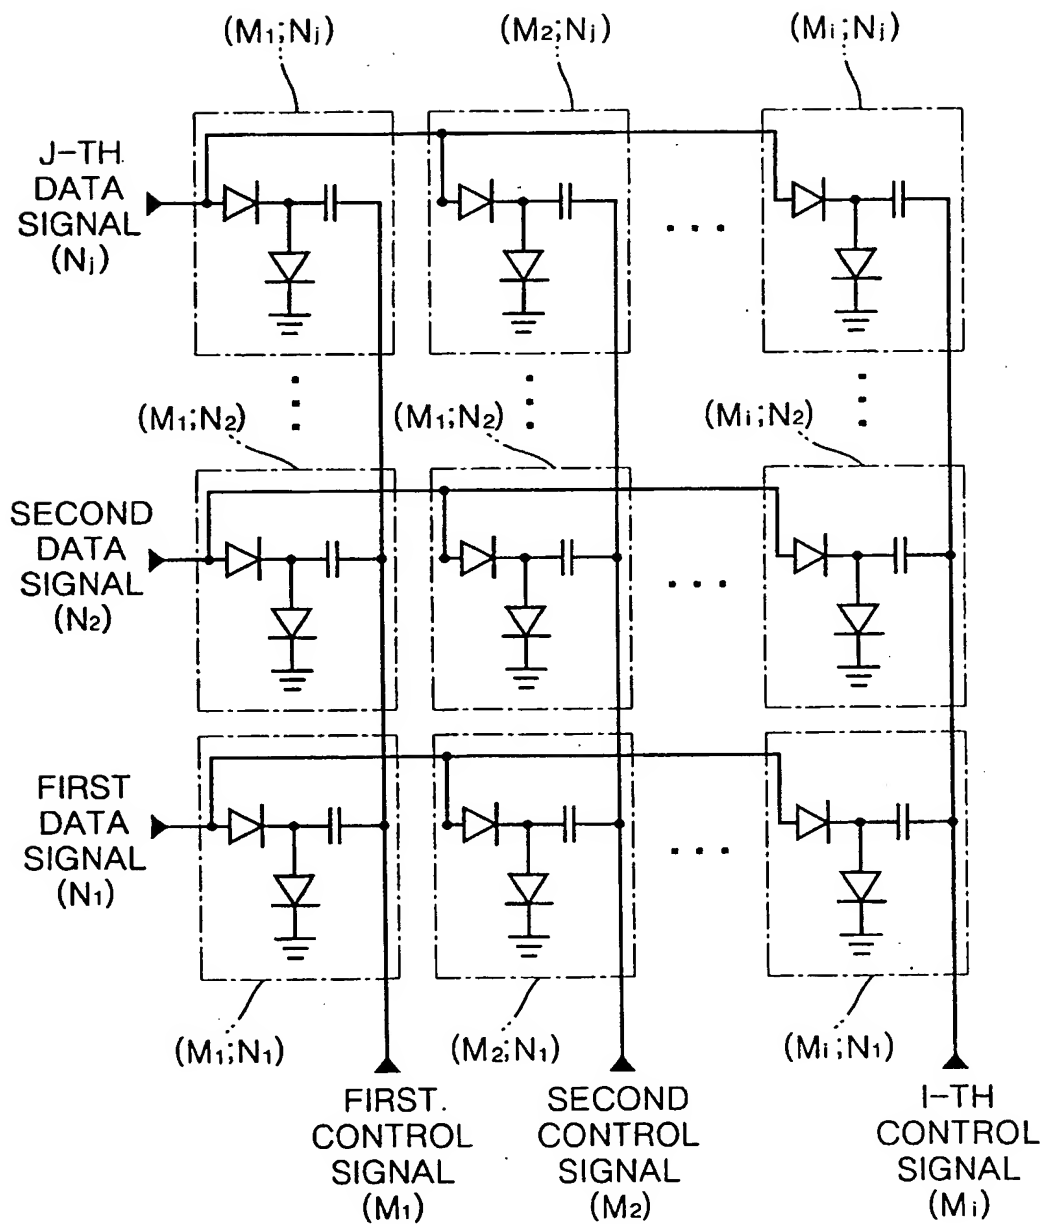 (M1;Nj)
(M2;Nj)
(Mi;Nj)
J-TH
DATA
SIGNAL
(Nj)
(M1;N2)
(M1;N2)
(Mi;N2)
SECOND
DATA
SIGNAL
(N2)
FIRST
DATA
SIGNAL
(N1)
(M1;N1)
(M2;N1)
(Mi;N1)
FIRST.
CONTROL
SIGNAL
(M1)
SECOND
CONTROL
SIGNAL
(M2)
I-TH
CONTROL
SIGNAL
(Mi)